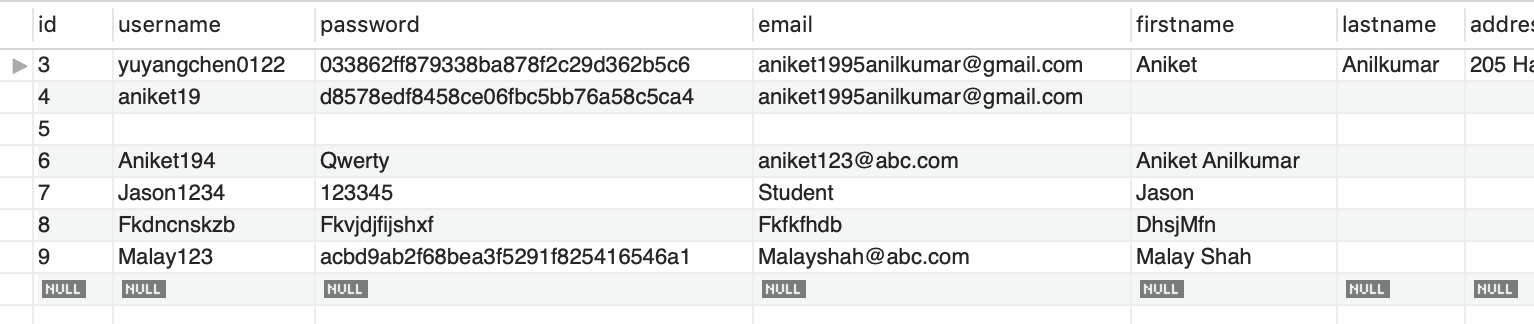 id username password email firstname lastname addres
3 yuyangchen0122 033862ff879338ba878f2c29d362b5c6 aniket1995anilkumar@gmail.com Aniket Anilkumar 205 Ha
4 aniket19 d8578edf8458ce06fbc5bb76a58c5ca4 aniket1995anilkumar@gmail.com
5
6 Aniket194 Qwerty aniket123@abc.com Aniket Anilkumar
7 Jason1234 123345 Student Jason
8 Fkdncnskzb Fkvjdjfijshxf Fkfkfhdb DhsjMfn
9 Malay123 acbd9ab2f68bea3f5291f825416546a1 Malayshah@abc.com Malay Shah
NULL NULL NULL NULL NULL NULL NULL